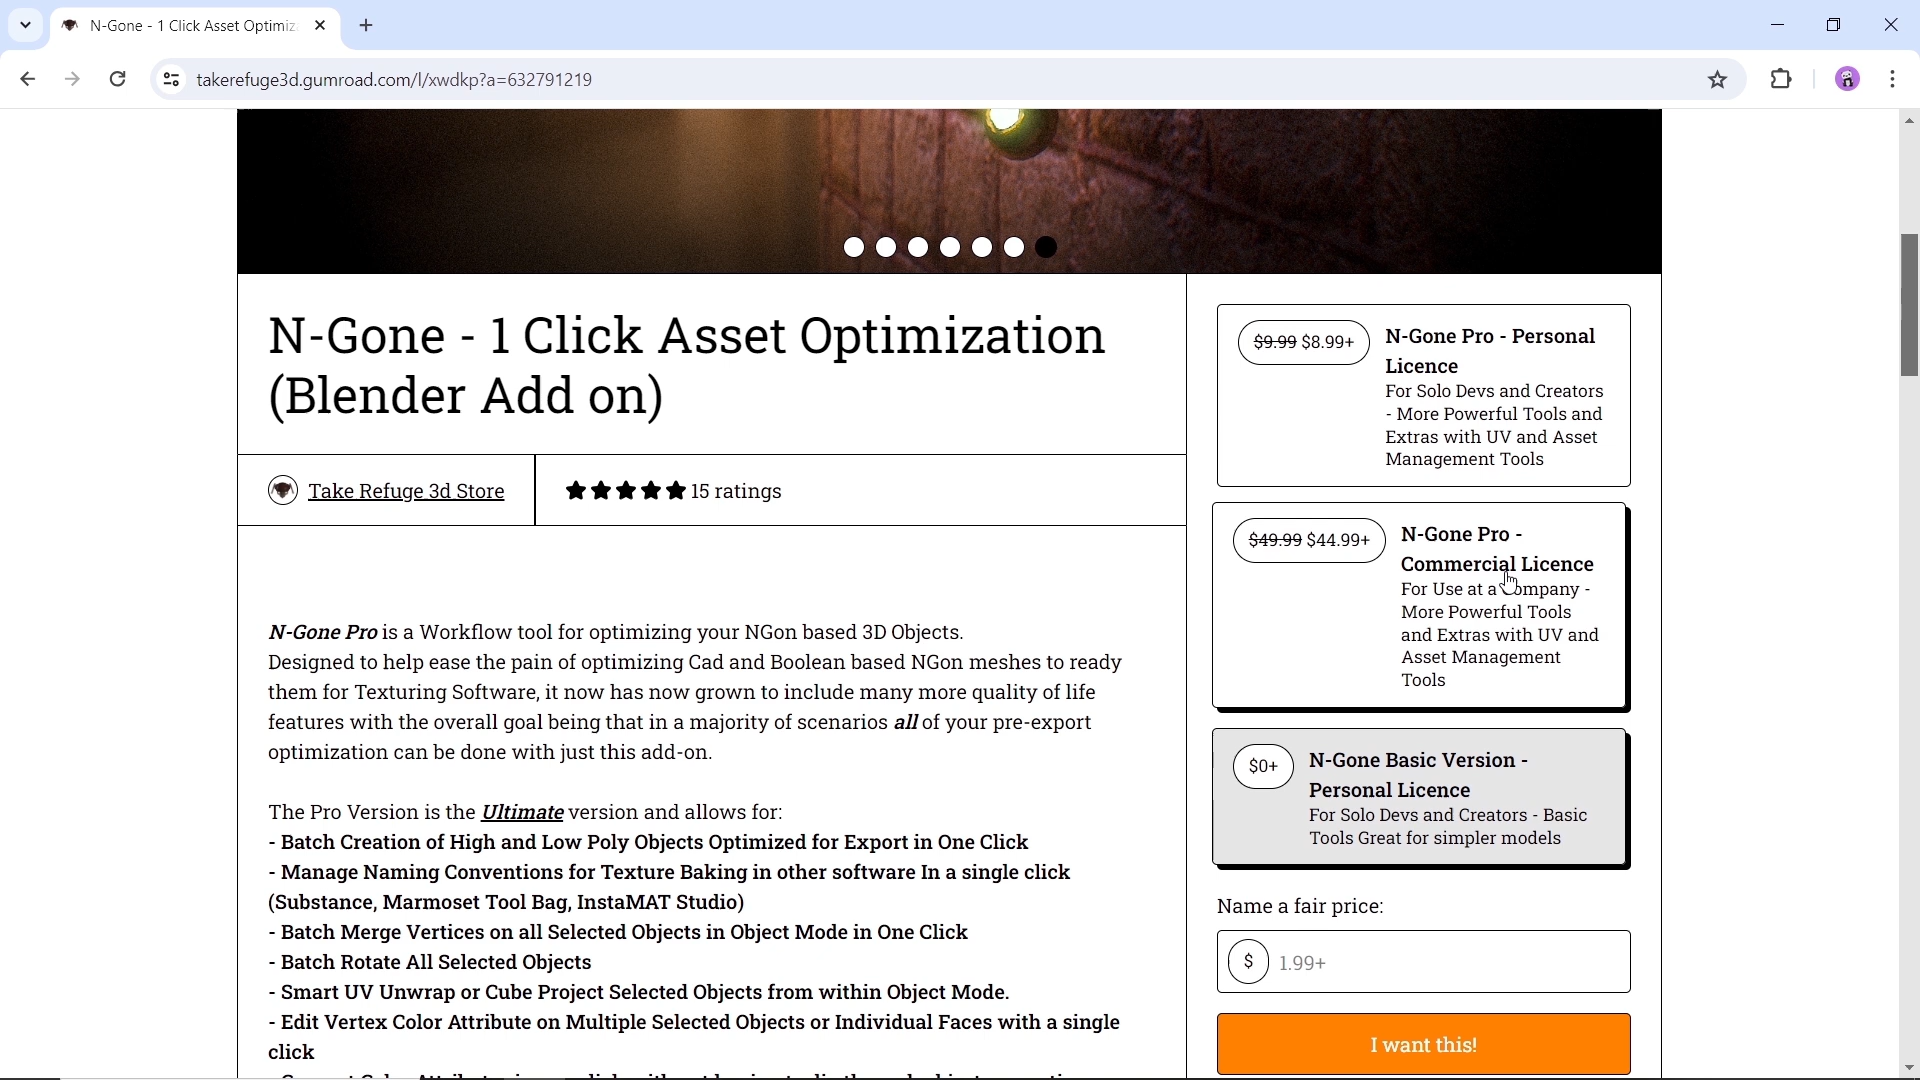 N-Gone - 1 Click Asset Optimiz
takerefuge3d.gumroad.com/l/xwdkp?a=632791219
N-Gone - 1 Click Asset Optimization
(Blender Add on)
Take Refuge 3d Store
15 ratings
N-Gone Pro is a Workflow tool for optimizing your NGon based 3D Objects.
Designed to help ease the pain of optimizing Cad and Boolean based NGon meshes to ready
them for Texturing Software, it now has now grown to include many more quality of life
features with the overall goal being that in a majority of scenarios all of your pre-export
optimization can be done with just this add-on.
The Pro Version is the Ultimate version and allows for:
- Batch Creation of High and Low Poly Objects Optimized for Export in One Click
- Manage Naming Conventions for Texture Baking in other software In a single click
(Substance, Marmoset Tool Bag, InstaMAT Studio)
- Batch Merge Vertices on all Selected Objects in Object Mode in One Click
- Batch Rotate All Selected Objects
- Smart UV Unwrap or Cube Project Selected Objects from within Object Mode.
- Edit Vertex Color Attribute on Multiple Selected Objects or Individual Faces with a single
click
$9.99 $8.99+
N-Gone Pro - Personal
Licence
For Solo Devs and Creators
- More Powerful Tools and
Extras with UV and Asset
Management Tools
$49.99 $44.99+
N-Gone Pro -
Commercial Licence
For Use at a Company -
More Powerful Tools
and Extras with UV and
Asset Management
Tools
$0+
N-Gone Basic Version -
Personal Licence
For Solo Devs and Creators - Basic
Tools Great for simpler models
Name a fair price:
$ 1.99+
I want this!